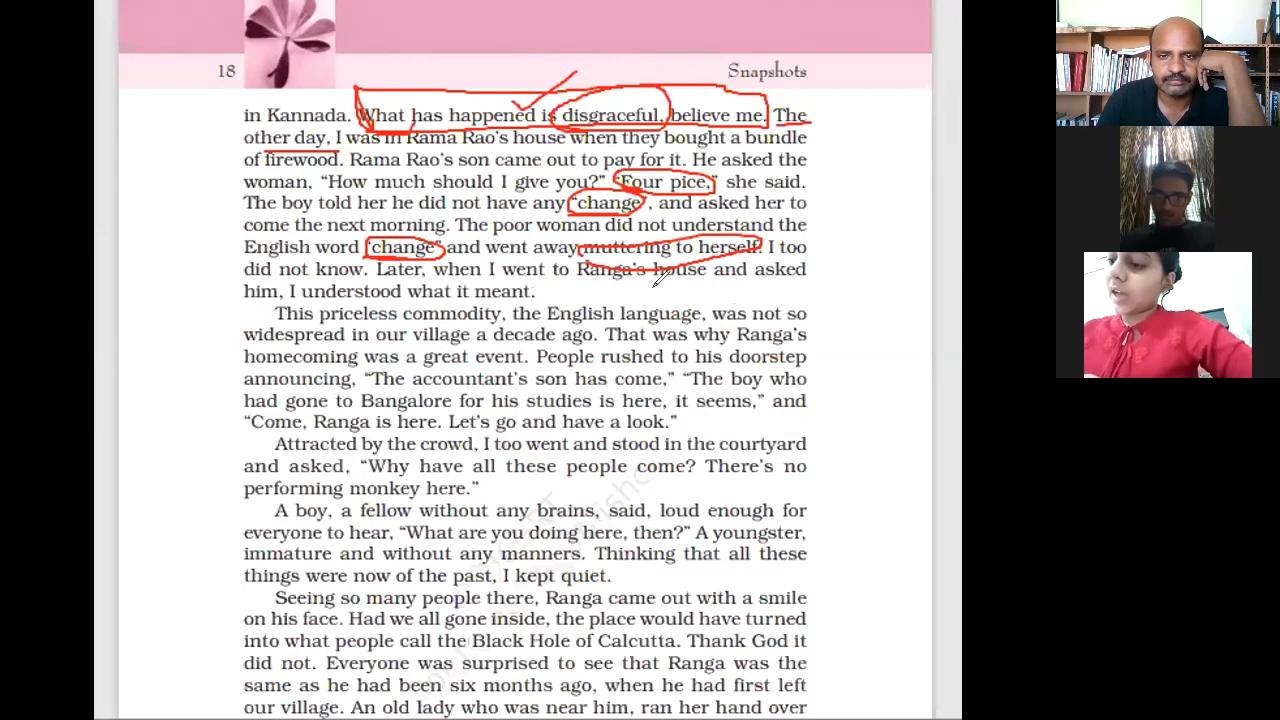 18
Snapshots
in Kannada. What has happened is disgraceful, believe me. The
other day, I was in Rama Rao's house when they bought a bundle
of firewood. Rama Rao's son came out to pay for it. He asked the
woman, “How much should I give you?” “Four pice,” she said.
The boy told her he did not have any “change”, and asked her to
come the next morning. The poor woman did not understand the
English word “change” and went away muttering to herself. I too
did not know. Later, when I went to Ranga's house and asked
him, I understood what it meant.
This priceless commodity, the English language, was not so
widespread in our village a decade ago. That was why Ranga's
homecoming was a great event. People rushed to his doorstep
announcing, “The accountant's son has come,” “The boy who
had gone to Bangalore for his studies is here, it seems,” and
“Come, Ranga is here. Let's go and have a look.”
Attracted by the crowd, I too went and stood in the courtyard
and asked, “Why have all these people come? There's no
performing monkey here.”
A boy, a fellow without any brains, said, loud enough for
everyone to hear, “What are you doing here, then?” A youngster,
immature and without any manners. Thinking that all these
things were now of the past, I kept quiet.
Seeing so many people there, Ranga came out with a smile
on his face. Had we all gone inside, the place would have turned
into what people call the Black Hole of Calcutta. Thank God it
did not. Everyone was surprised to see that Ranga was the
same as he had been six months ago, when he had first left
our village. An old lady who was near him, ran her hand over